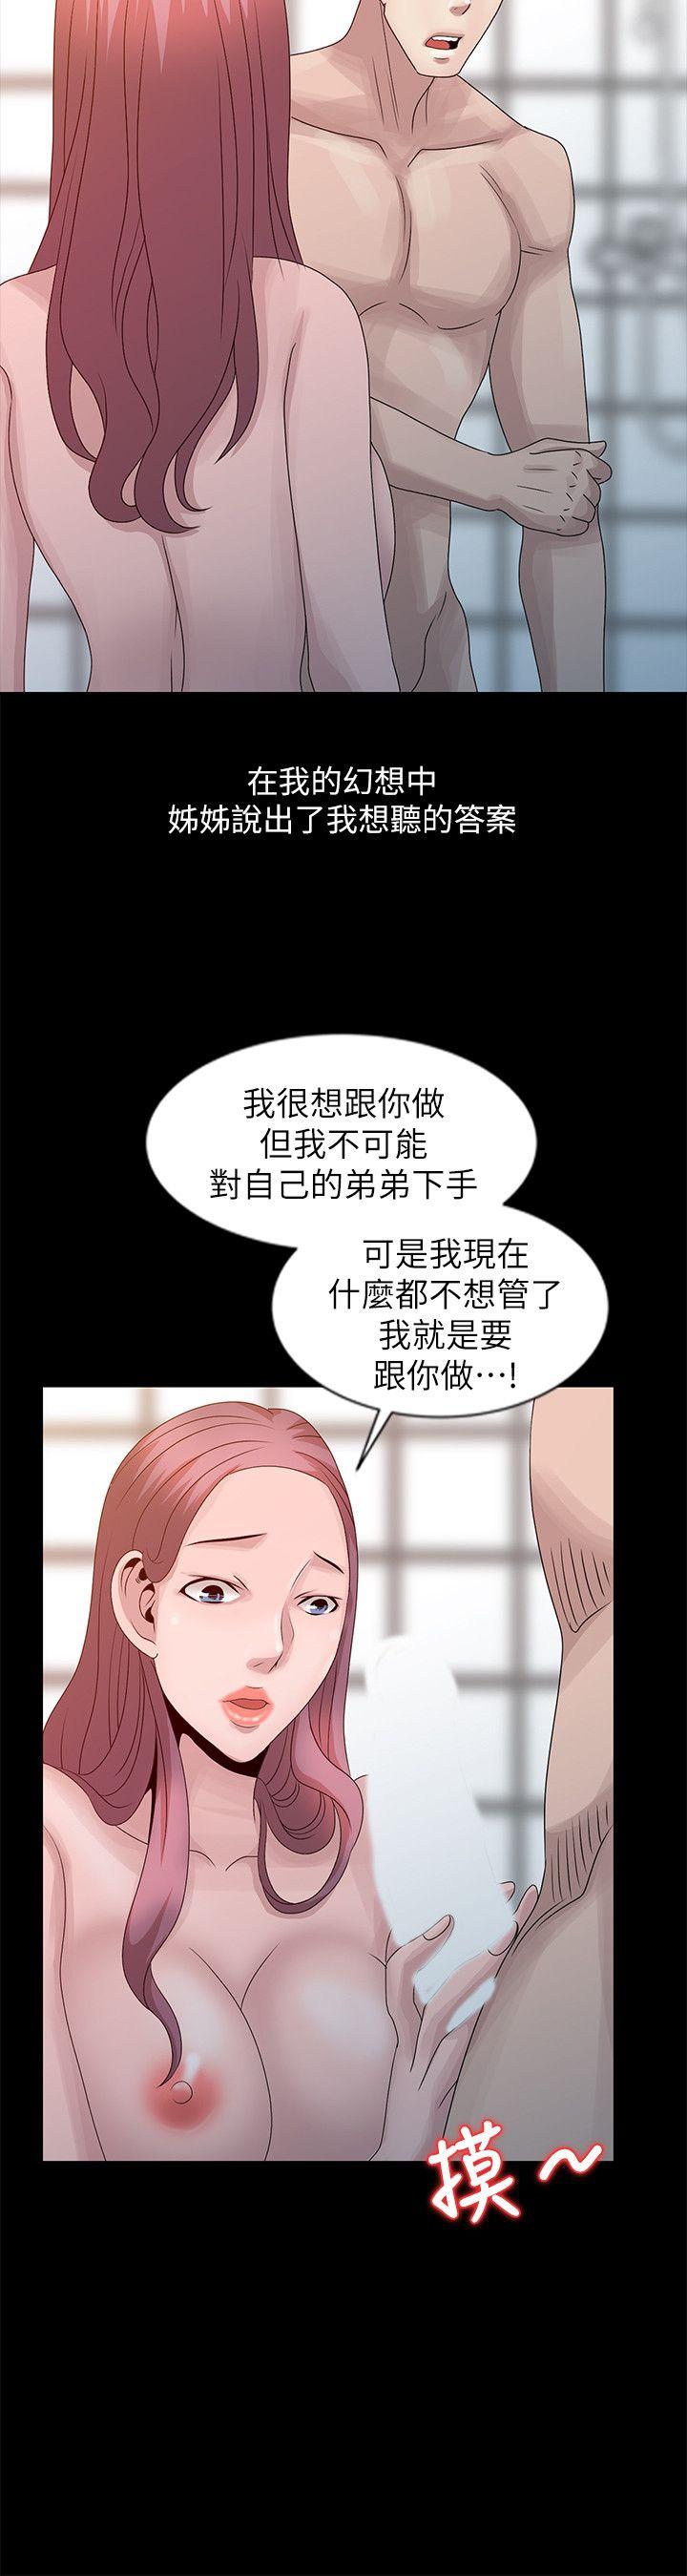 在我的幻想中
姊姊說出了我想聽的答案
我很想跟你做
但我不可能
對自己的弟弟下手
可是我現在
什麼都不想管了
我就是要
跟你做…!
摸~